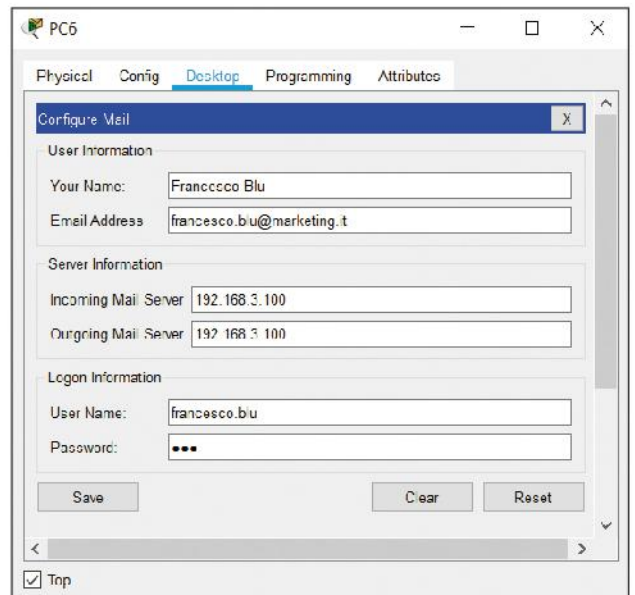 PC6
Physical Config Desktop Programming Attributes
Configure Mail X
User Information
Your Name: Francesco Blu
Email Address francesco.blu@marketing.it
Server Information
Incoming Mail Server 192.168.3.100
Outgoing Mail Server 192.168.3.100
Logon Information
User Name: francesco.blu
Password: •••
Save Clear Reset
Top